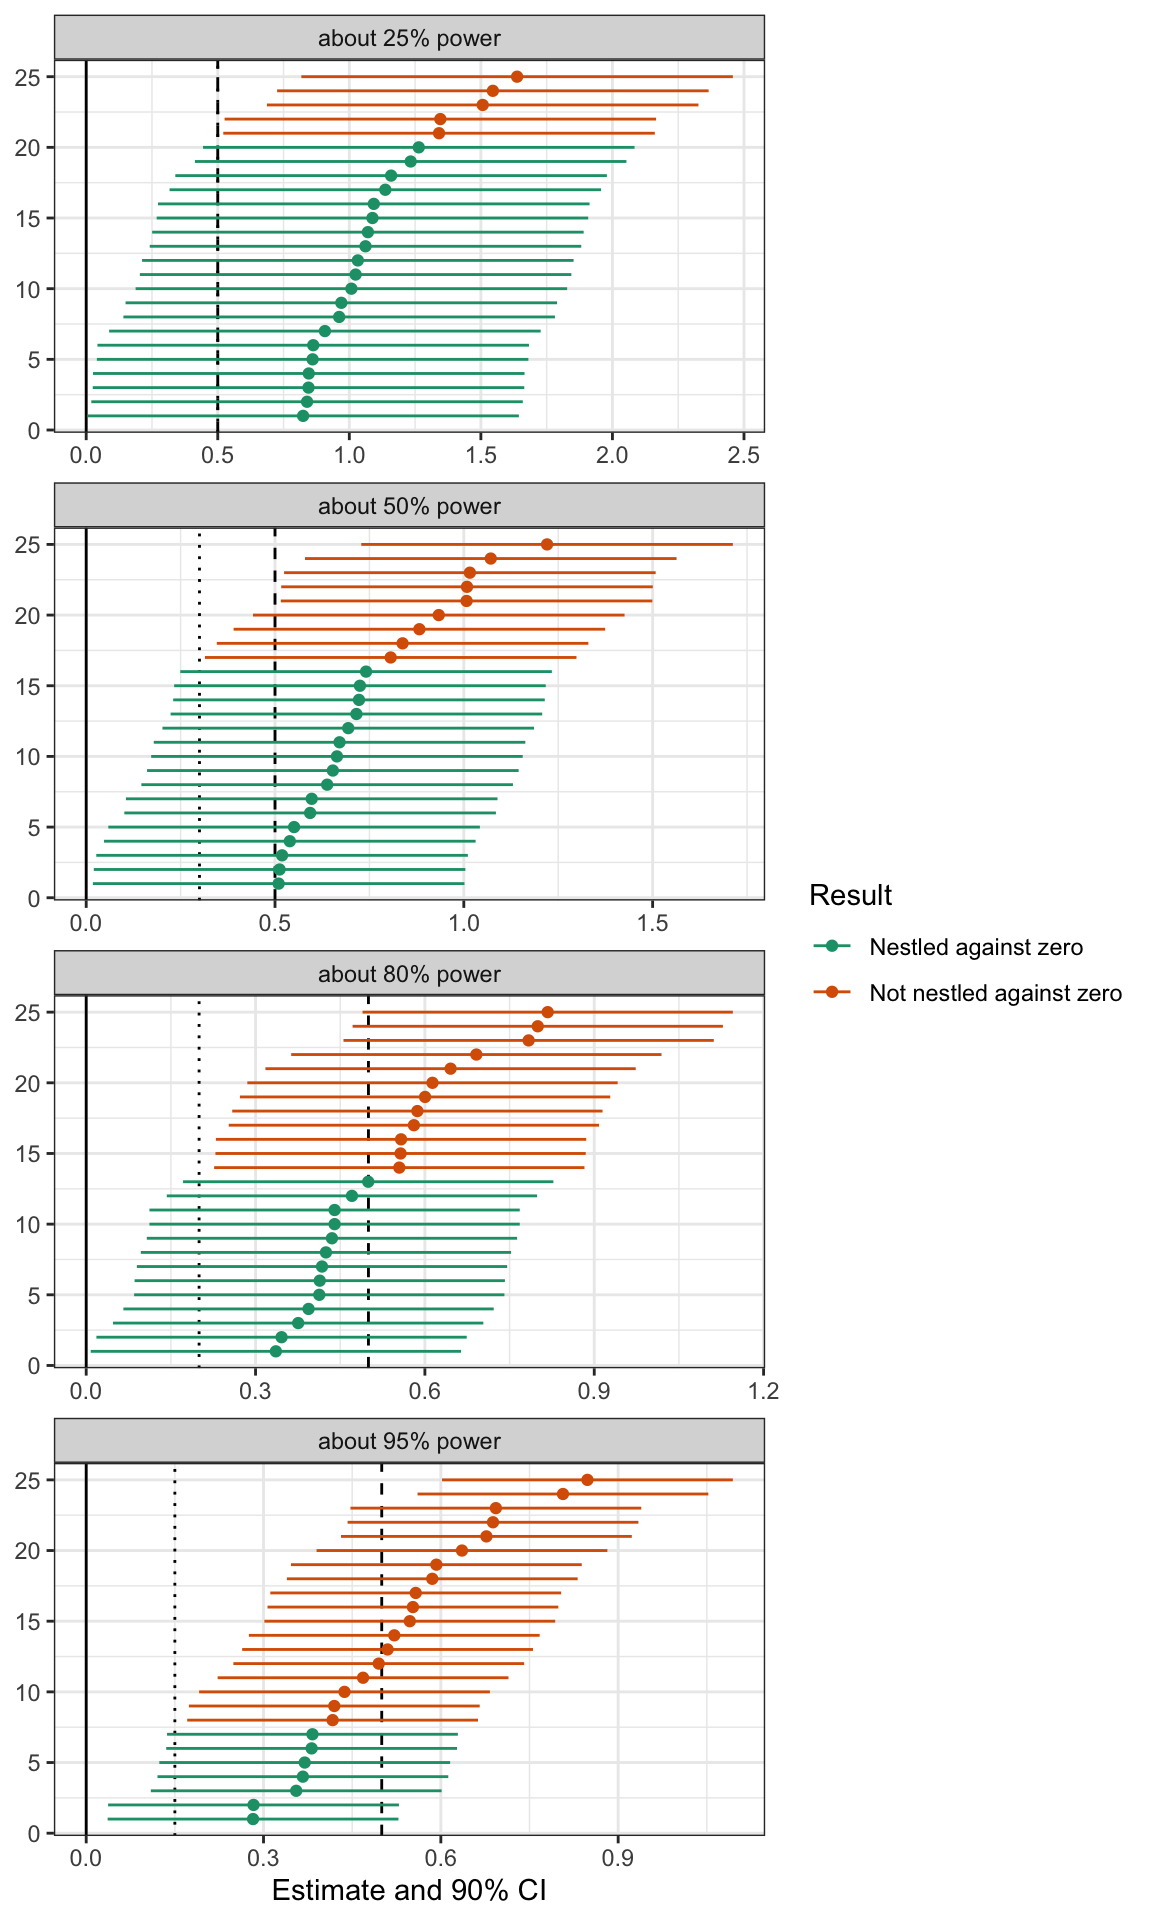 about 25% power
25
20
15
10
5
0
0.0 0.5 1.0 1.5 2.0 2.5
about 50% power
25
20
15
10
5
0
0.0 0.5 1.0 1.5
Result
Nestled against zero
Not nestled against zero
about 80% power
25
20
15
10
5
0
0.0 0.3 0.6 0.9 1.2
about 95% power
25
20
15
10
5
0
0.0 0.3 0.6 0.9
Estimate and 90% CI